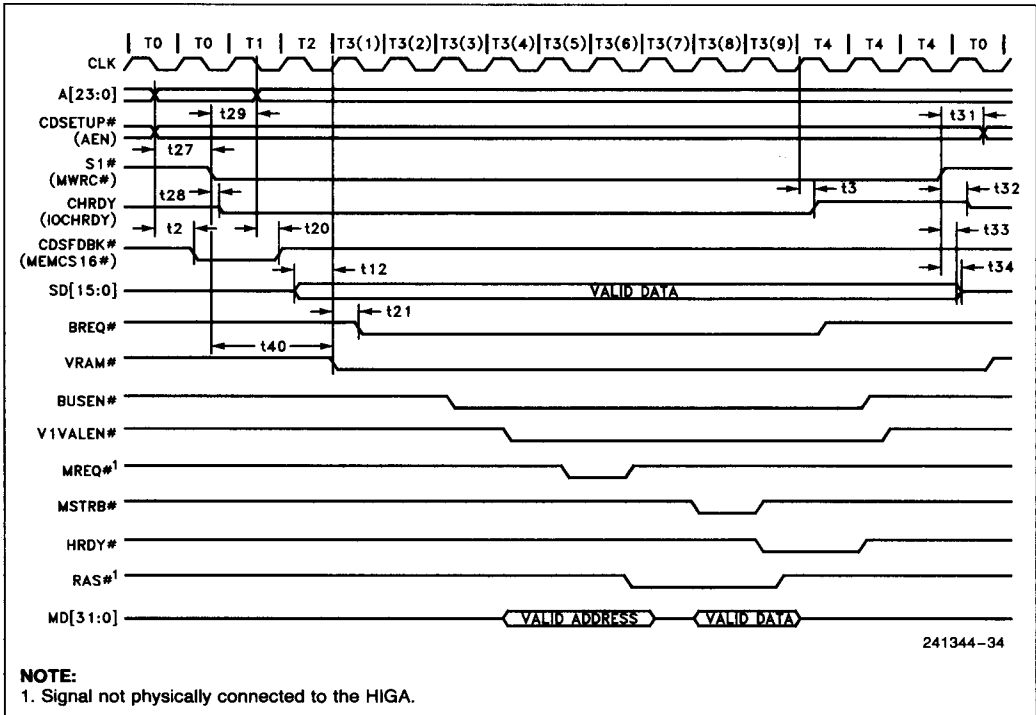 T0 T0 T1 T2 T3(1) T3(2) T3(3) T3(4) T3(5) T3(6) T3(7) T3(8) T3(9) T4 T4 T4 T0
CLK
A[23:0]
t29 t31
CDSETUP#
(AEN)
t27
S1#
(MWRC#)
t28 t3 t32
CHRDY
(IOCHRDY)
t2 t20 t33
CDSFDBK#
(MEMCS16#)
t12 t34
SD[15:0] VALID DATA
t21
BREQ#
t40
VRAM#
BUSEN#
V1VALEN#
MREQ#1
MSTRB#
HRDY#
RAS#1
MD[31:0] VALID ADDRESS VALID DATA
241344-34
NOTE:
1. Signal not physically connected to the HIGA.